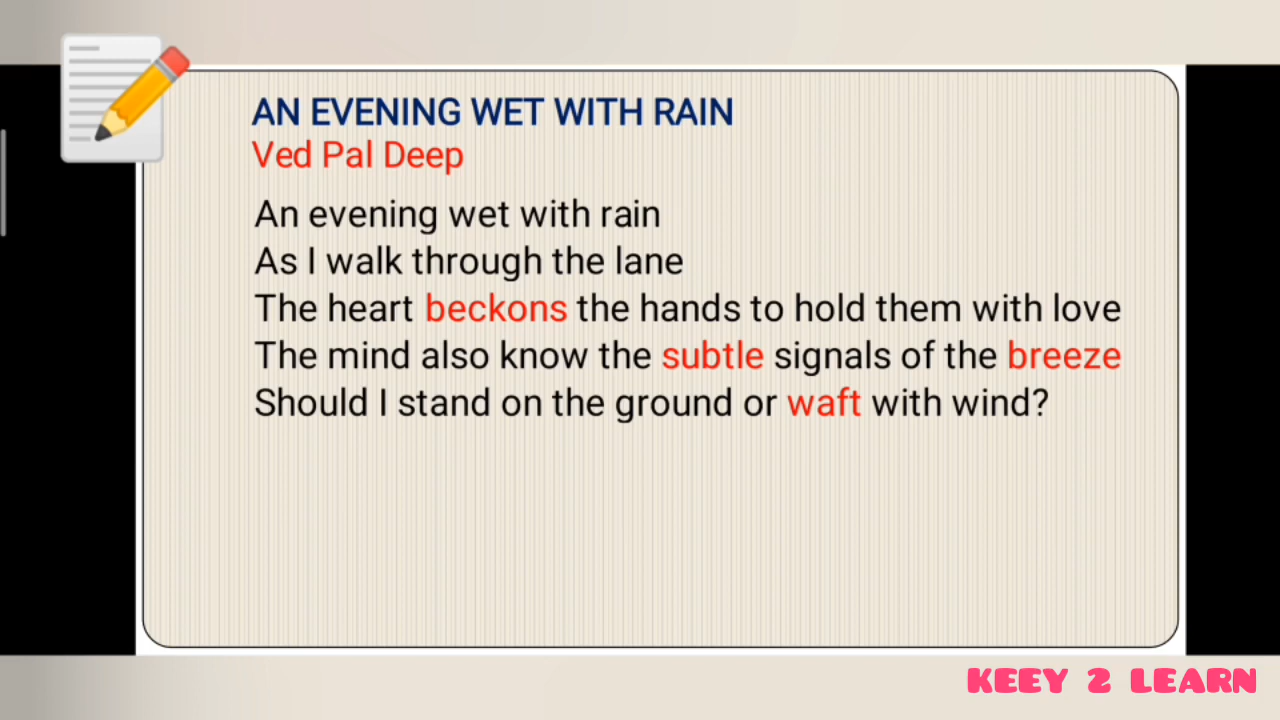 AN EVENING WET WITH RAIN
Ved Pal Deep
An evening wet with rain
As I walk through the lane
The heart beckons the hands to hold them with love
The mind also know the subtle signals of the breeze
Should I stand on the ground or waft with wind?
KEEY 2 LEARN